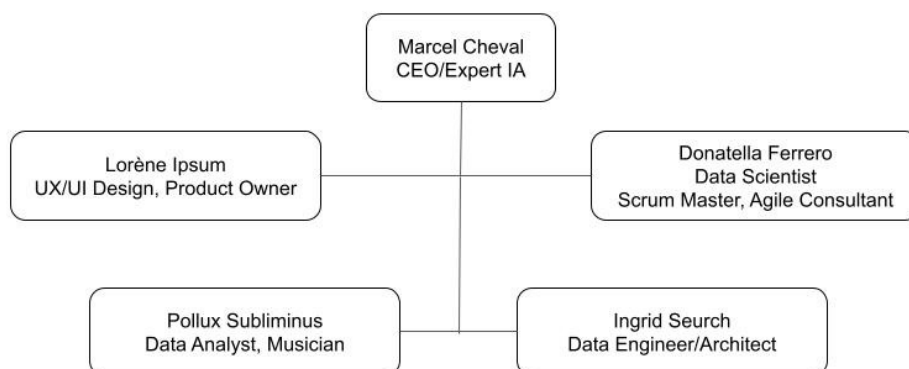 Marcel Cheval
CEO/Expert IA
Lorène Ipsum
UX/UI Design, Product Owner
Donatella Ferrero
Data Scientist
Scrum Master, Agile Consultant
Pollux Subliminus
Data Analyst, Musician
Ingrid Seurch
Data Engineer/Architect